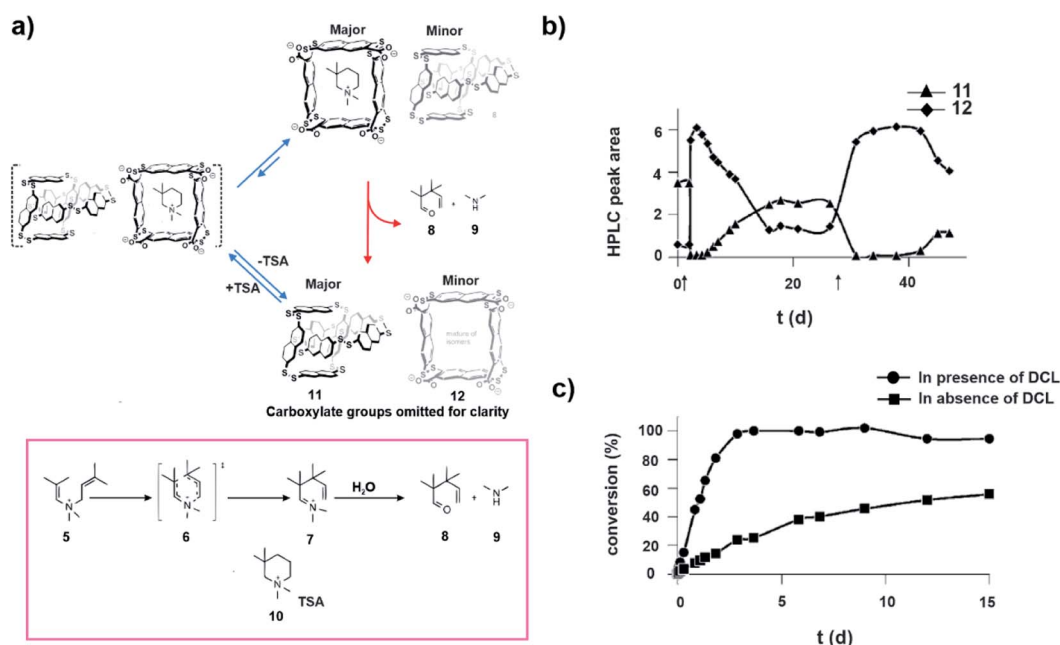 a)
Major
Minor
8
9
-TSA
+TSA
Major
Minor
mixture of
isomers
11
12
Carboxylate groups omitted for clarity
5
6
7
H₂O
8
9
10
TSA
b)
11
12
HPLC peak area
6
4
2
0
0↑
20
↑
40
t (d)
c)
In presence of DCL
In absence of DCL
conversion (%)
100
80
60
40
20
0
0
5
10
15
t (d)